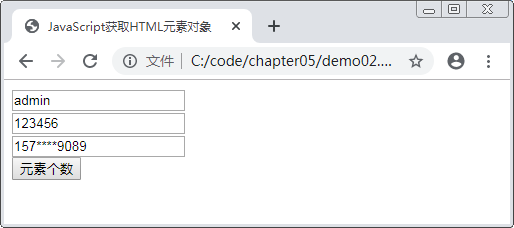 JavaScript获取HTML元素对象
文件 C:/code/chapter05/demo02....
admin
123456
157****9089
元素个数